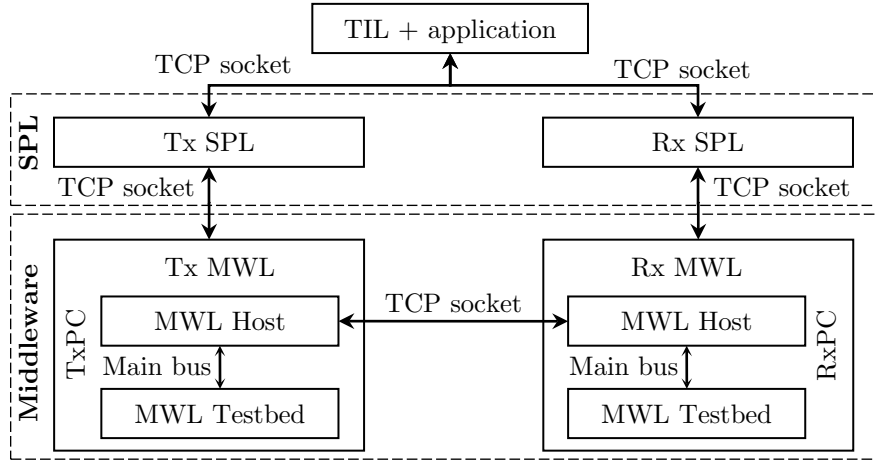 TIL + application
TCP socket
TCP socket
SPL
Tx SPL
Rx SPL
TCP socket
TCP socket
Middleware
Tx MWL
Rx MWL
TxPC
MWL Host
TCP socket
MWL Host
RxPC
Main bus
Main bus
MWL Testbed
MWL Testbed